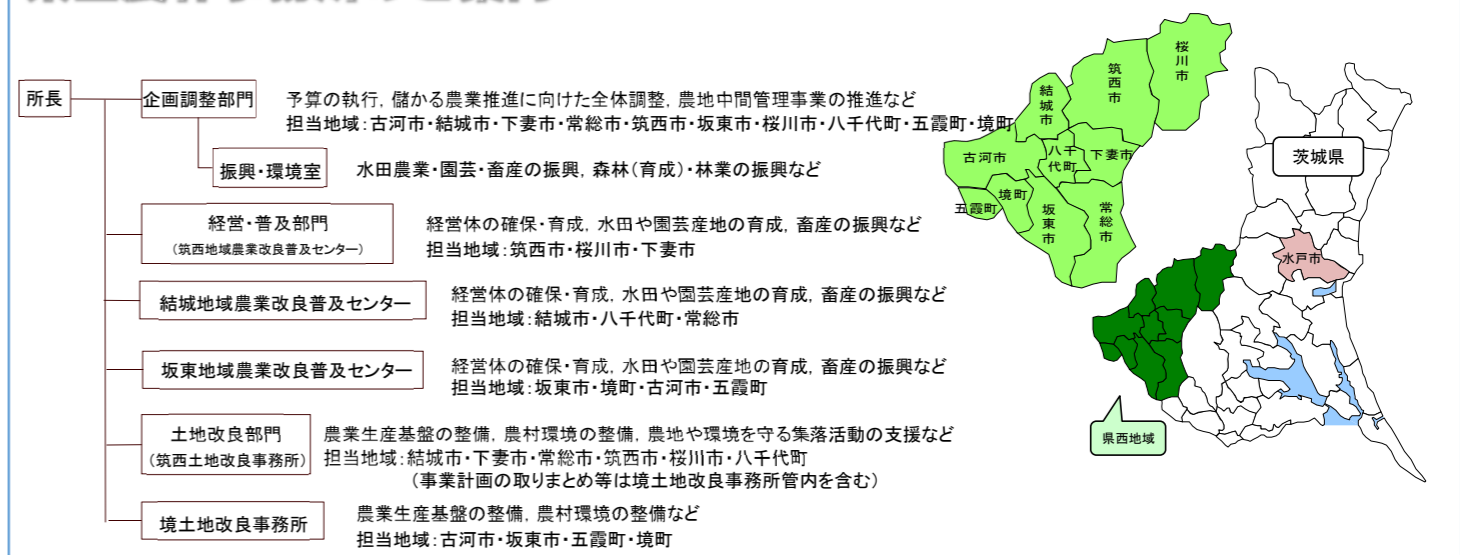 所長
企画調整部門
予算の執行，儲かる農業推進に向けた全体調整，農地中間管理事業の推進など
担当地域：古河市・結城市・下妻市・常総市・筑西市・坂東市・桜川市・八千代町・五霞町・境町
振興・環境室
水田農業・園芸・畜産の振興，森林（育成）・林業の振興など
経営・普及部門
（筑西地域農業改良普及センター）
経営体の確保・育成，水田や園芸産地の育成，畜産の振興など
担当地域：筑西市・桜川市・下妻市
結城地域農業改良普及センター
経営体の確保・育成，水田や園芸産地の育成，畜産の振興など
担当地域：結城市・八千代町・常総市
坂東地域農業改良普及センター
経営体の確保・育成，水田や園芸産地の育成，畜産の振興など
担当地域：坂東市・境町・古河市・五霞町
土地改良部門
（筑西土地改良事務所）
農業生産基盤の整備，農村環境の整備，農地や環境を守る集落活動の支援など
担当地域：結城市・下妻市・常総市・筑西市・桜川市・八千代町
（事業計画の取りまとめ等は境土地改良事務所管内を含む）
境土地改良事務所
農業生産基盤の整備，農村環境の整備など
担当地域：古河市・坂東市・五霞町・境町
桜川市
筑西市
結城市
古河市
八千
代町
下妻市
境町
五霞町
坂東市
常総市
茨城県
水戸市
県西地域